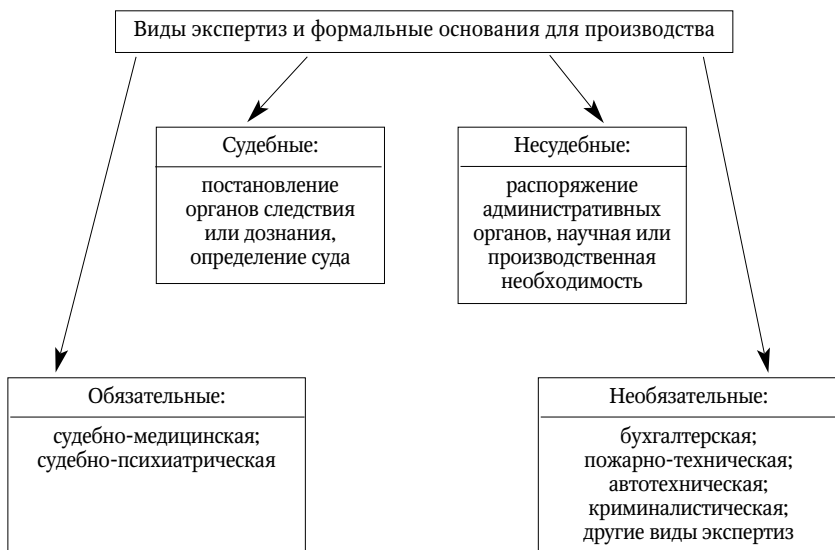 Виды экспертиз и формальные основания для производства
Судебные:
постановление
органов следствия
или дознания,
определение суда
Несудебные:
распоряжение
административных
органов, научная или
производственная
необходимость
Обязательные:
судебно-медицинская;
судебно-психиатрическая
Необязательные:
бухгалтерская;
пожарно-техническая;
автотехническая;
криминалистическая;
другие виды экспертиз